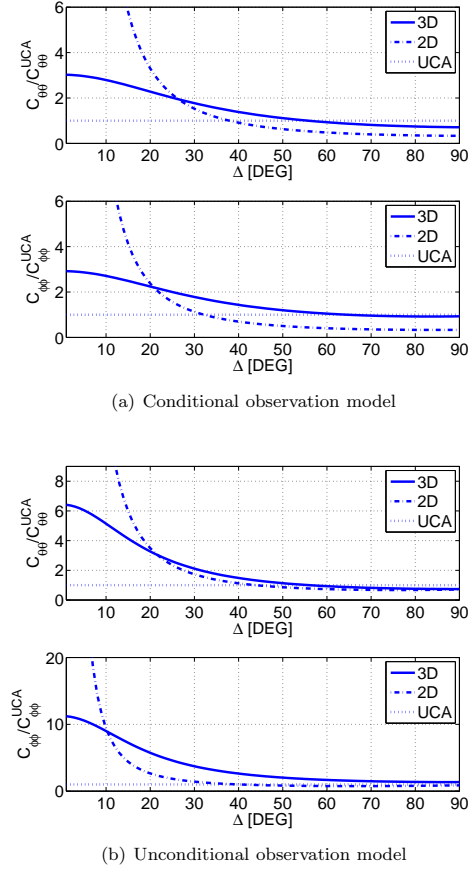 6
4
2
0
C_θθ/C_θθ^UCA
10 20 30 40 50 60 70 80 90
Δ [DEG]
3D
2D
UCA
6
4
2
0
C_ϕϕ/C_ϕϕ^UCA
10 20 30 40 50 60 70 80 90
Δ [DEG]
3D
2D
UCA
(a) Conditional observation model
8
6
4
2
0
C_θθ/C_θθ^UCA
10 20 30 40 50 60 70 80 90
Δ [DEG]
3D
2D
UCA
20
10
0
C_ϕϕ/C_ϕϕ^UCA
10 20 30 40 50 60 70 80 90
Δ [DEG]
3D
2D
UCA
(b) Unconditional observation model